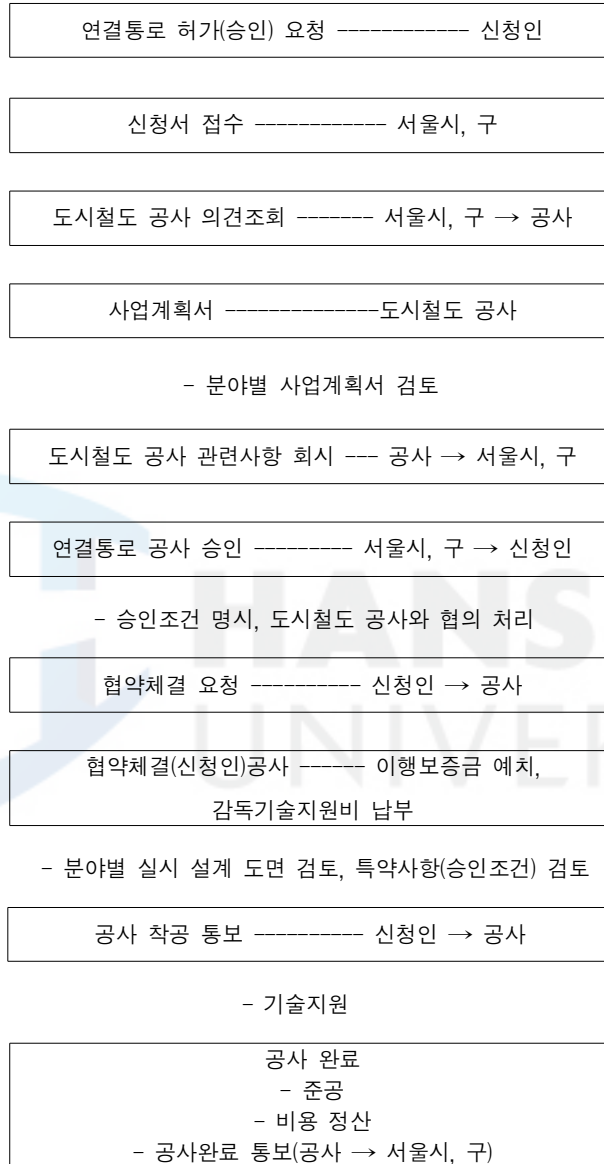 연결통로 허가(승인) 요청 ------------ 신청인
신청서 접수 ------------ 서울시, 구
도시철도 공사 의견조회 ------- 서울시, 구 → 공사
사업계획서 --------------도시철도 공사
- 분야별 사업계획서 검토
도시철도 공사 관련사항 회시 --- 공사 → 서울시, 구
연결통로 공사 승인 --------- 서울시, 구 → 신청인
- 승인조건 명시, 도시철도 공사와 협의 처리
협약체결 요청 ---------- 신청인 → 공사
협약체결(신청인)공사 ------ 이행보증금 예치,
감독기술지원비 납부
- 분야별 실시 설계 도면 검토, 특약사항(승인조건) 검토
공사 착공 통보 ---------- 신청인 → 공사
- 기술지원
공사 완료
- 준공
- 비용 정산
- 공사완료 통보(공사 → 서울시, 구)
HANS
UNIVER